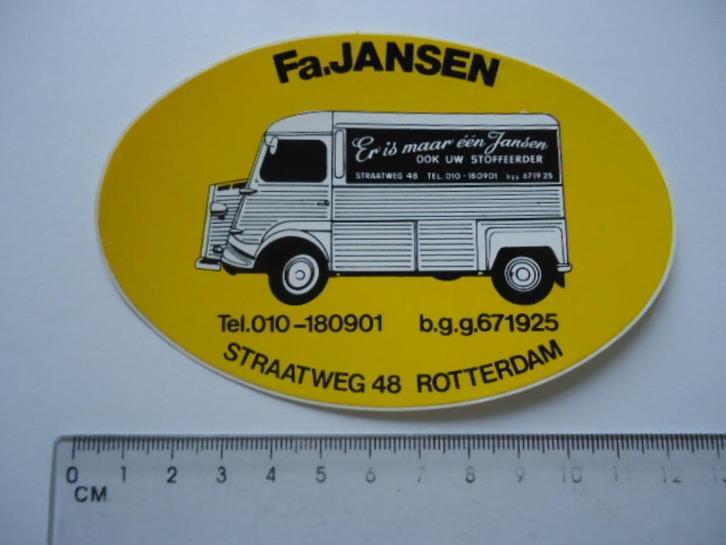 Fa.JANSEN
Er is maar één Jansen
OOK UW STOFFEERDER
STRAATWEG 48 TEL. 010-180901 bgg 671925
Tel.010-180901 b.g.g.671925
STRAATWEG 48 ROTTERDAM
0 1 2 3 4 5 6 7 8 9 10 11 12 13
CM